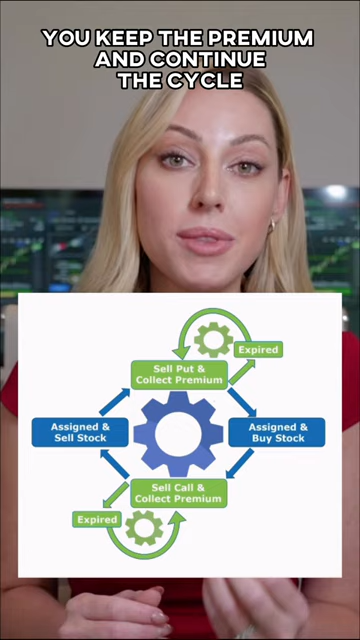 YOU KEEP THE PREMIUM
AND CONTINUE
THE CYCLE
Expired
Sell Put &
Collect Premium
Assigned &
Sell Stock
Assigned &
Buy Stock
Sell Call &
Collect Premium
Expired